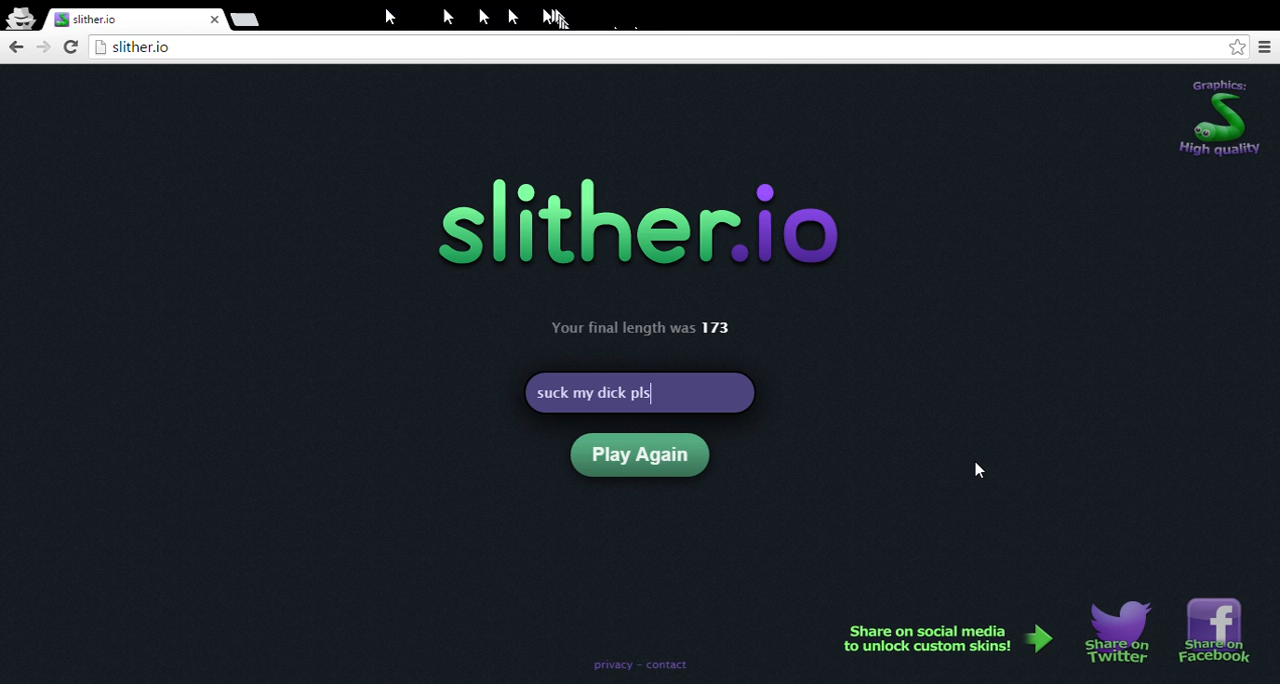 slither.io
slither.io
Graphics:
High quality
slither.io
Your final length was 173
suck my dick pls
Play Again
Share on social media
to unlock custom skins!
Share on
Twitter
Share on
Facebook
privacy - contact